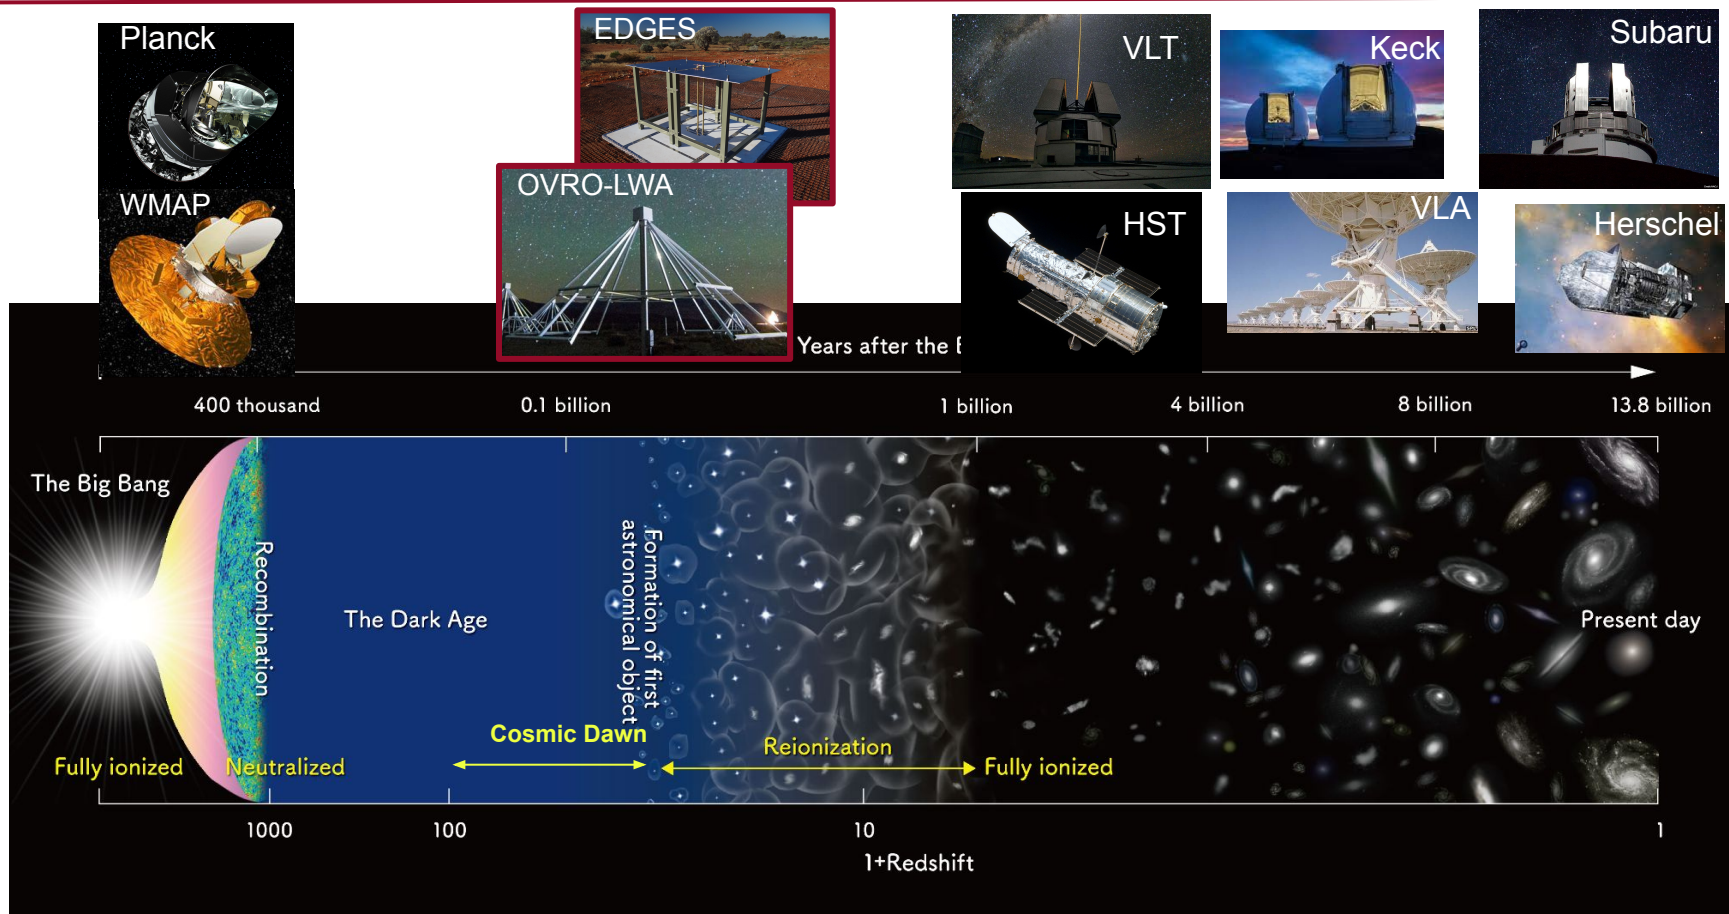 Planck
EDGES
VLT
Keck
Subaru
WMAP
OVRO-LWA
HST
VLA
Herschel
Years after the
400 thousand
0.1 billion
1 billion
4 billion
8 billion
13.8 billion
The Big Bang
Recombination
The Dark Age
Formation of first
astronomical object
Present day
Cosmic Dawn
Reionization
Fully ionized
Neutralized
Fully ionized
1000
100
10
1
1+Redshift